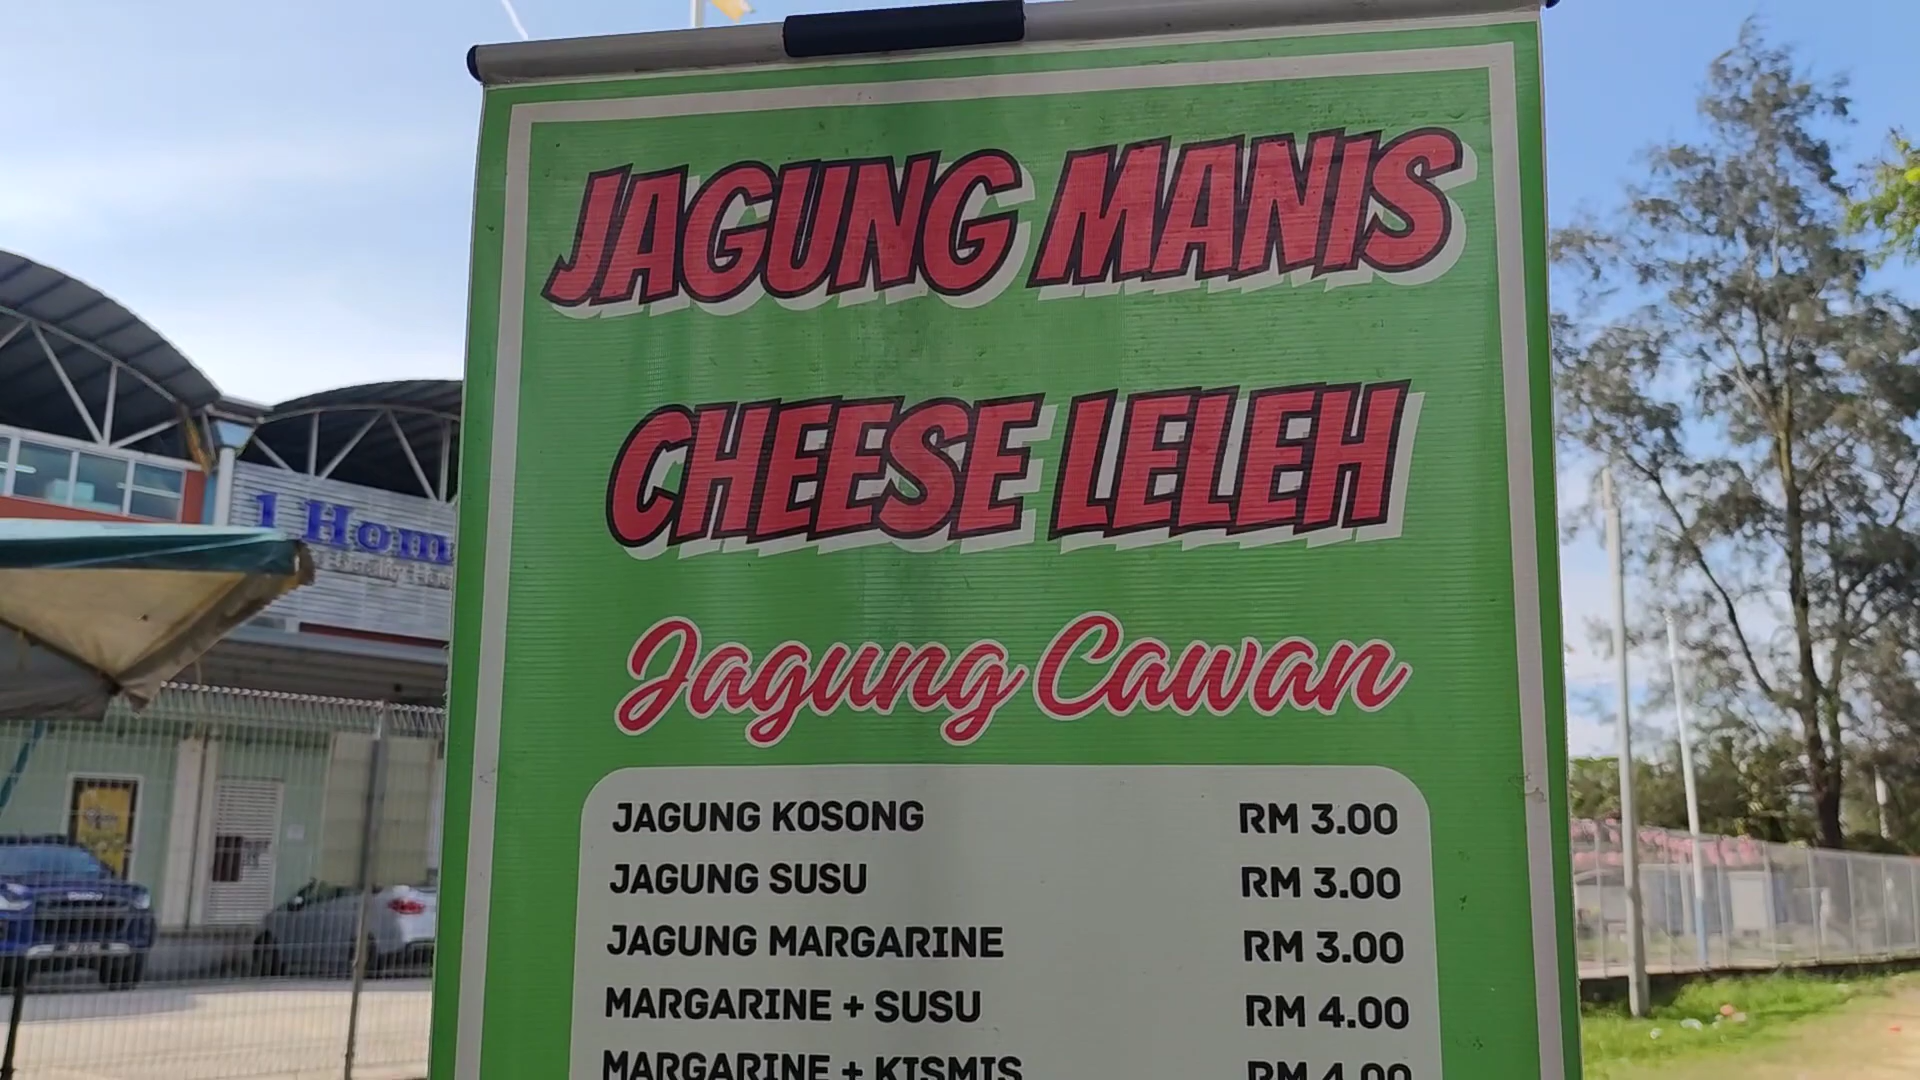 JAGUNG MANIS
CHEESE LELEH
Jagung Cawan
JAGUNG KOSONG RM 3.00
JAGUNG SUSU RM 3.00
JAGUNG MARGARINE RM 3.00
MARGARINE + SUSU RM 4.00
MARGARINE + KISMIS RM 4.00
1 Hom